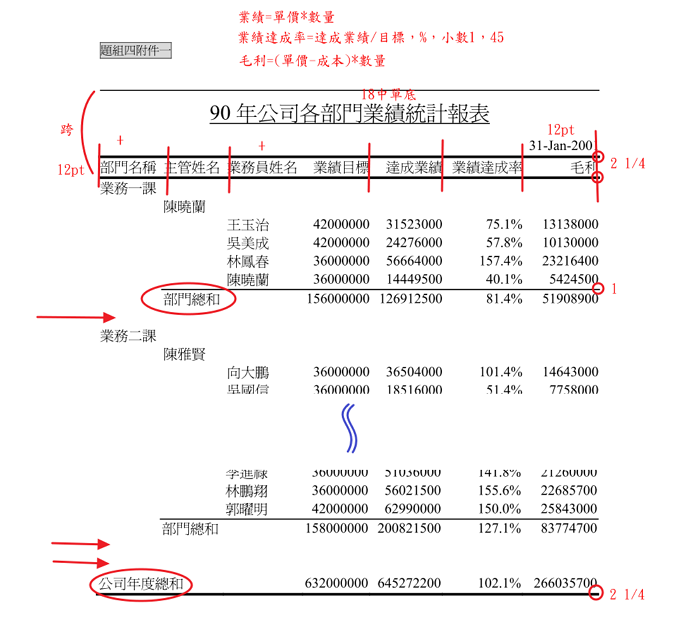 業績=單價*數量
業績達成率=達成業績/目標，%，小數1，45
題組四附件一
毛利=(單價-成本)*數量
18中單底
90 年公司各部門業績統計報表
跨
12pt
31-Jan-200
12pt
2 1/4
部門名稱 主管姓名 業務員姓名 業績目標 達成業績 業績達成率 毛利
業務一課
陳曉蘭
王玉治 42000000 31523000 75.1% 13138000
吳美成 42000000 24276000 57.8% 10130000
林鳳春 36000000 56664000 157.4% 23216400
陳曉蘭 36000000 14449500 40.1% 5424500
1
部門總和 156000000 126912500 81.4% 51908900
業務二課
陳雅賢
向大鵬 36000000 36504000 101.4% 14643000
吳國信 36000000 18516000 51.4% 7758000
李進祿 36000000 51036000 141.8% 21260000
林鵬翔 36000000 56021500 155.6% 22685700
郭曜明 42000000 62990000 150.0% 25843000
部門總和 158000000 200821500 127.1% 83774700
公司年度總和 632000000 645272200 102.1% 266035700
2 1/4